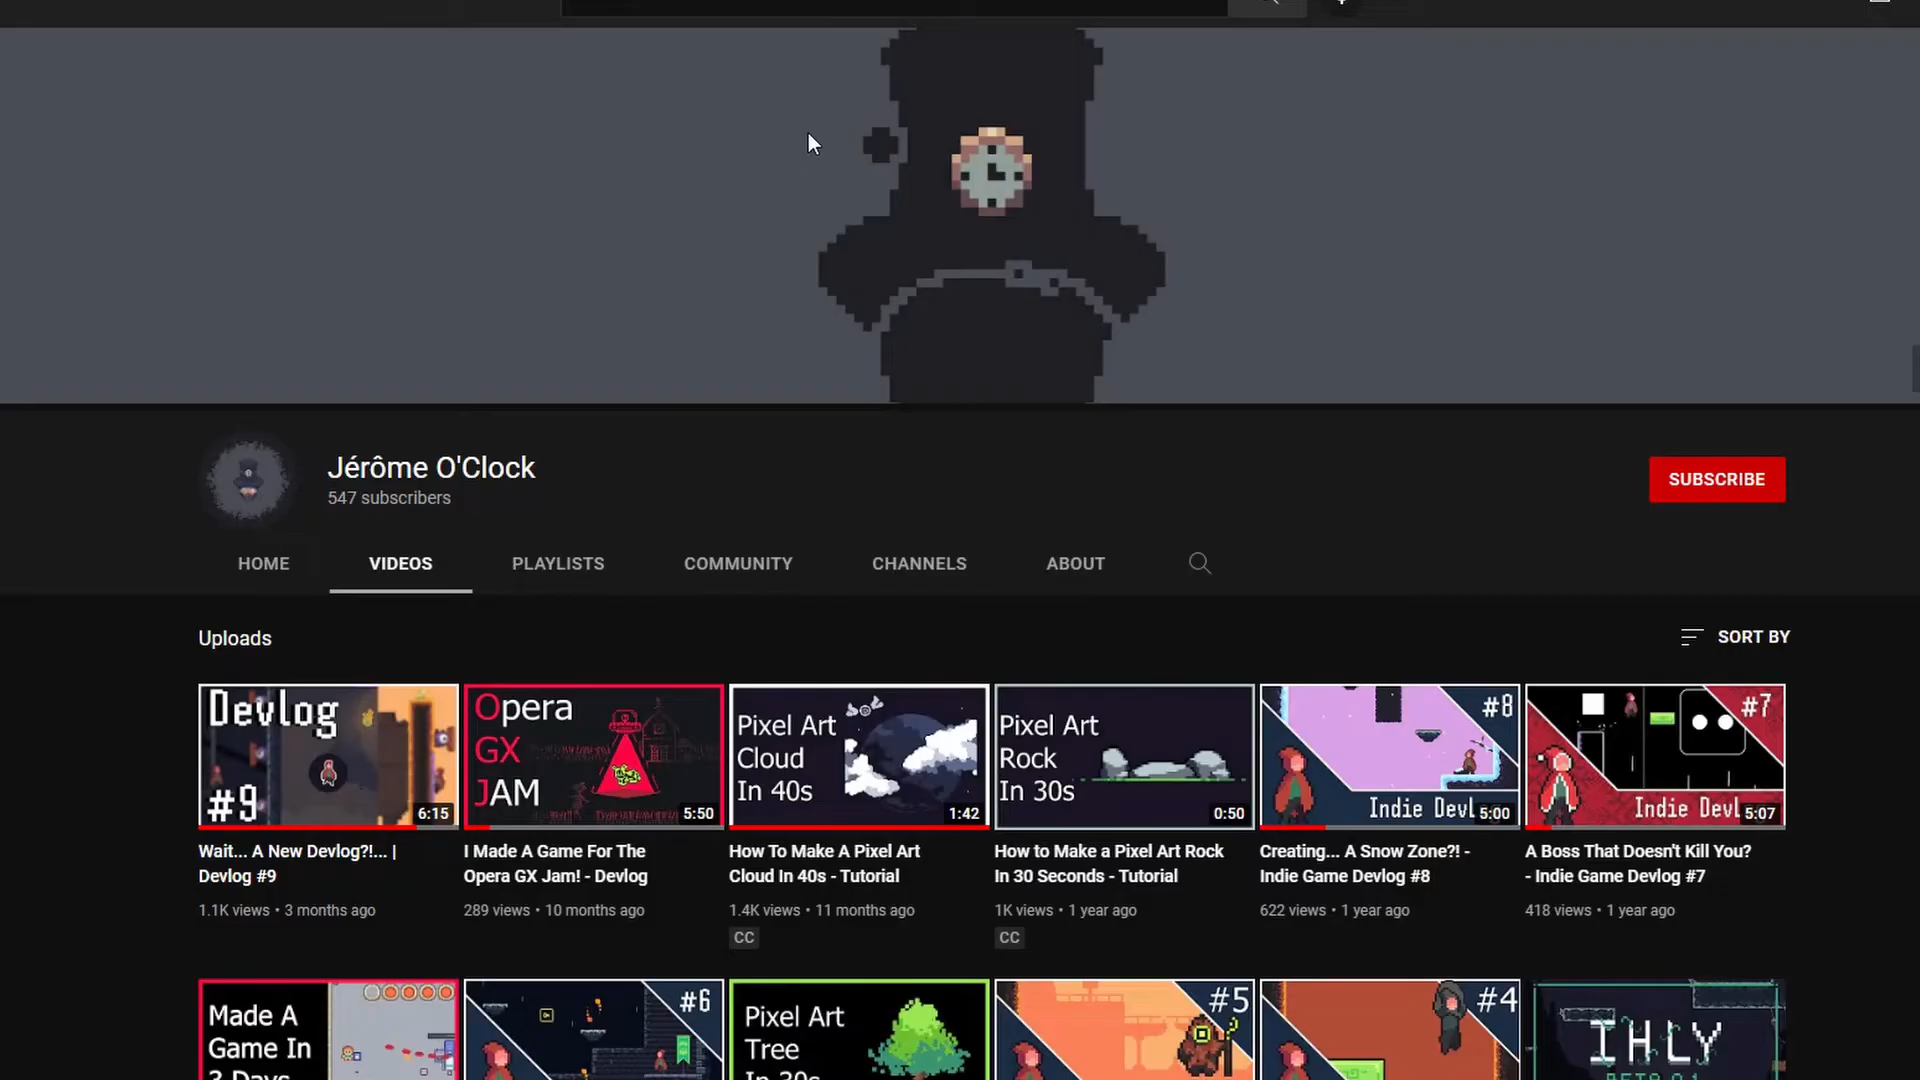 Jérôme O'Clock
547 subscribers
SUBSCRIBE
HOME
VIDEOS
PLAYLISTS
COMMUNITY
CHANNELS
ABOUT
Uploads
SORT BY
Devlog
#9
6:15
Opera
GX
JAM
5:50
Pixel Art
Cloud
In 40s
1:42
Pixel Art
Rock
In 30s
0:50
#8
Indie Devl
5:00
#7
Indie Devl
5:07
Wait... A New Devlog?!... |
Devlog #9
1.1K views • 3 months ago
I Made A Game For The
Opera GX Jam! - Devlog
289 views • 10 months ago
How To Make A Pixel Art
Cloud In 40s - Tutorial
1.4K views • 11 months ago
CC
How to Make a Pixel Art Rock
In 30 Seconds - Tutorial
1K views • 1 year ago
CC
Creating... A Snow Zone?! -
Indie Game Devlog #8
622 views • 1 year ago
A Boss That Doesn't Kill You?
- Indie Game Devlog #7
418 views • 1 year ago
Made A
Game In
3 Days
#6
Pixel Art
Tree
In 30s
#5
#4
IHLY